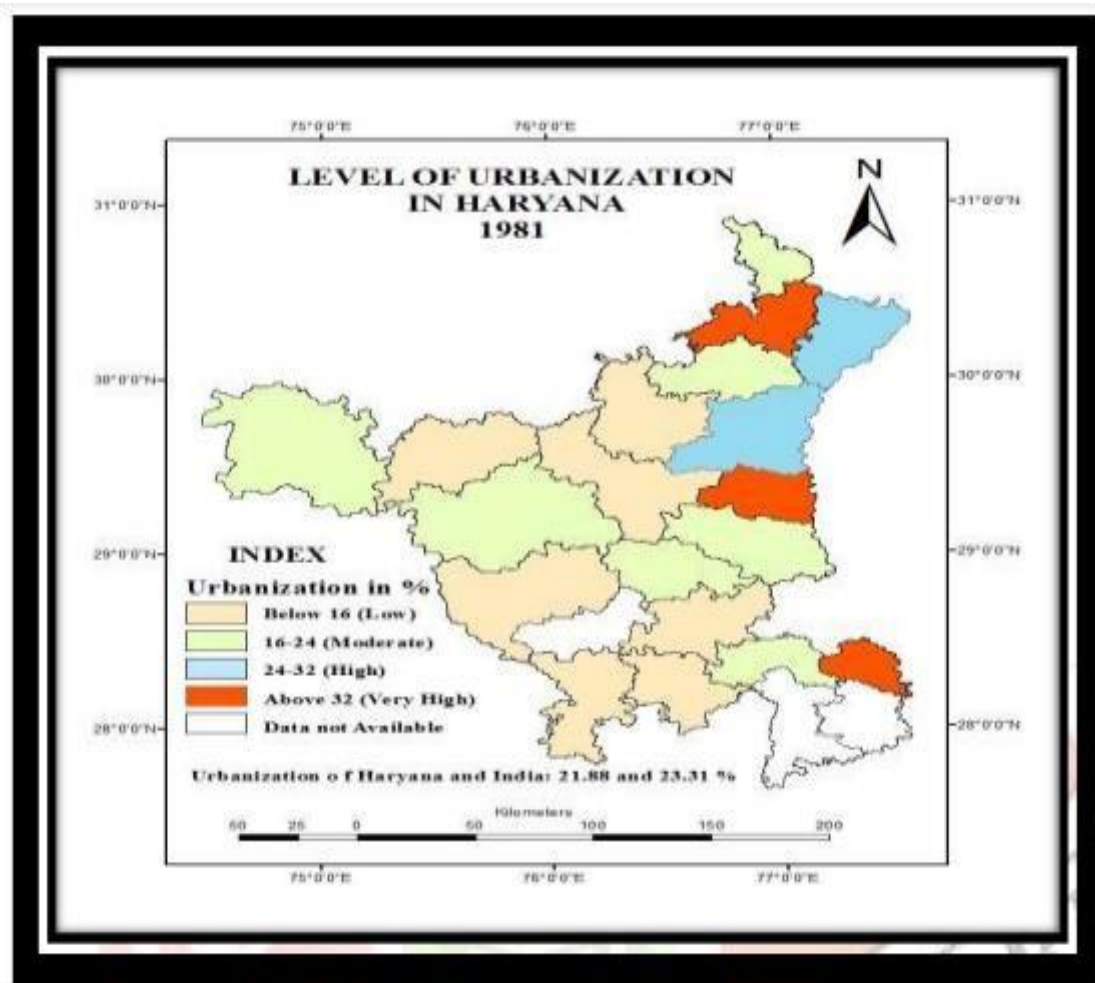 75°0'0"E 76°0'0"E 77°0'0"E
LEVEL OF URBANIZATION
IN HARYANA
1981
N
31°0'0"N 31°0'0"N
30°0'0"N 30°0'0"N
29°0'0"N 29°0'0"N
INDEX
Urbanization in %
Below 16 (Low)
16-24 (Moderate)
24-32 (High)
Above 32 (Very High)
Data not Available
28°0'0"N 28°0'0"N
Urbanization o f Haryana and India: 21.88 and 23.31 %
Kilometers
50 25 0 50 100 150 200
75°0'0"E 76°0'0"E 77°0'0"E